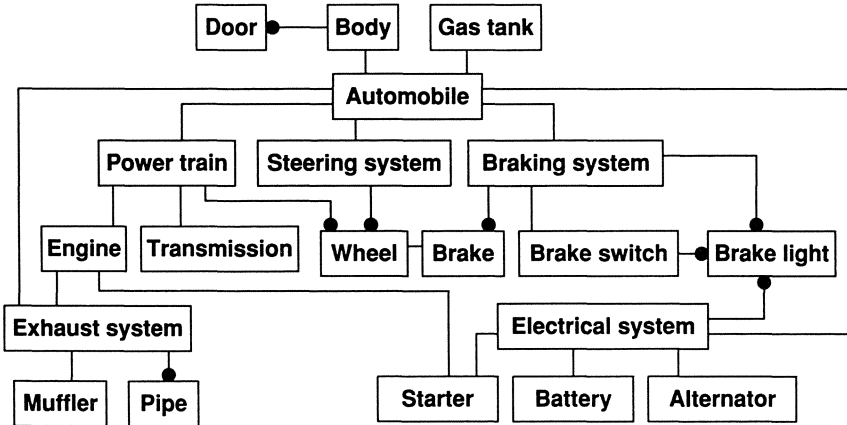 Door
Body
Gas tank
Automobile
Power train
Steering system
Braking system
Engine
Transmission
Wheel
Brake
Brake switch
Brake light
Exhaust system
Electrical system
Muffler
Pipe
Starter
Battery
Alternator